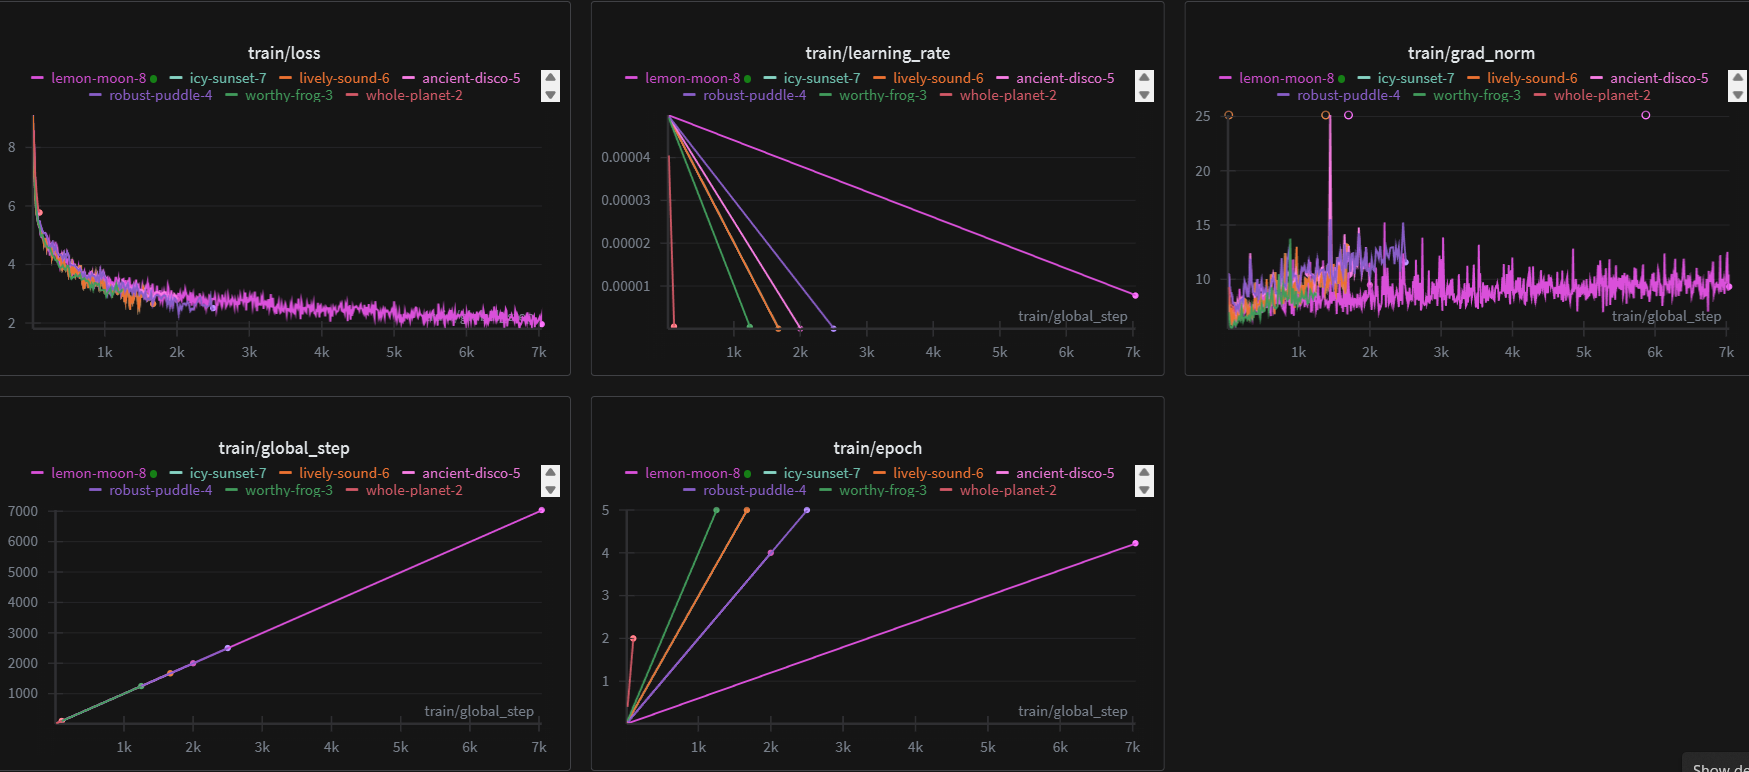 train/loss
lemon-moon-8 icy-sunset-7 lively-sound-6 ancient-disco-5
robust-puddle-4 worthy-frog-3 whole-planet-2
8
6
4
2
train/global_step
1k 2k 3k 4k 5k 6k 7k
train/learning_rate
lemon-moon-8 icy-sunset-7 lively-sound-6 ancient-disco-5
robust-puddle-4 worthy-frog-3 whole-planet-2
0.00004
0.00003
0.00002
0.00001
train/global_step
1k 2k 3k 4k 5k 6k 7k
train/grad_norm
lemon-moon-8 icy-sunset-7 lively-sound-6 ancient-disco-5
robust-puddle-4 worthy-frog-3 whole-planet-2
25
20
15
10
train/global_step
1k 2k 3k 4k 5k 6k 7k
train/global_step
lemon-moon-8 icy-sunset-7 lively-sound-6 ancient-disco-5
robust-puddle-4 worthy-frog-3 whole-planet-2
7000
6000
5000
4000
3000
2000
1000
train/global_step
1k 2k 3k 4k 5k 6k 7k
train/epoch
lemon-moon-8 icy-sunset-7 lively-sound-6 ancient-disco-5
robust-puddle-4 worthy-frog-3 whole-planet-2
5
4
3
2
1
train/global_step
1k 2k 3k 4k 5k 6k 7k
Show de